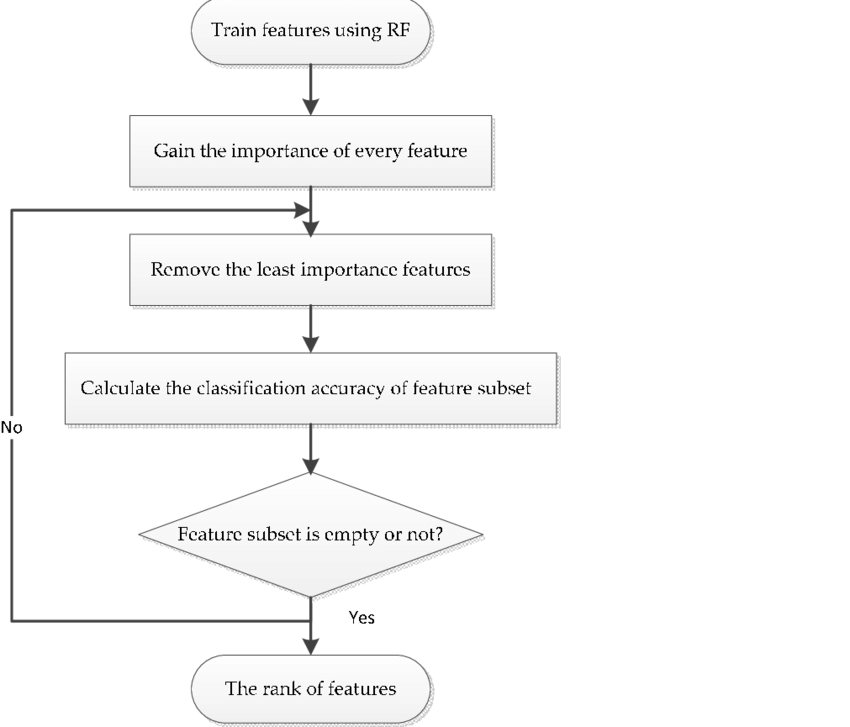 Train features using RF
Gain the importance of every feature
Remove the least importance features
Calculate the classification accuracy of feature subset
No
Feature subset is empty or not?
Yes
The rank of features